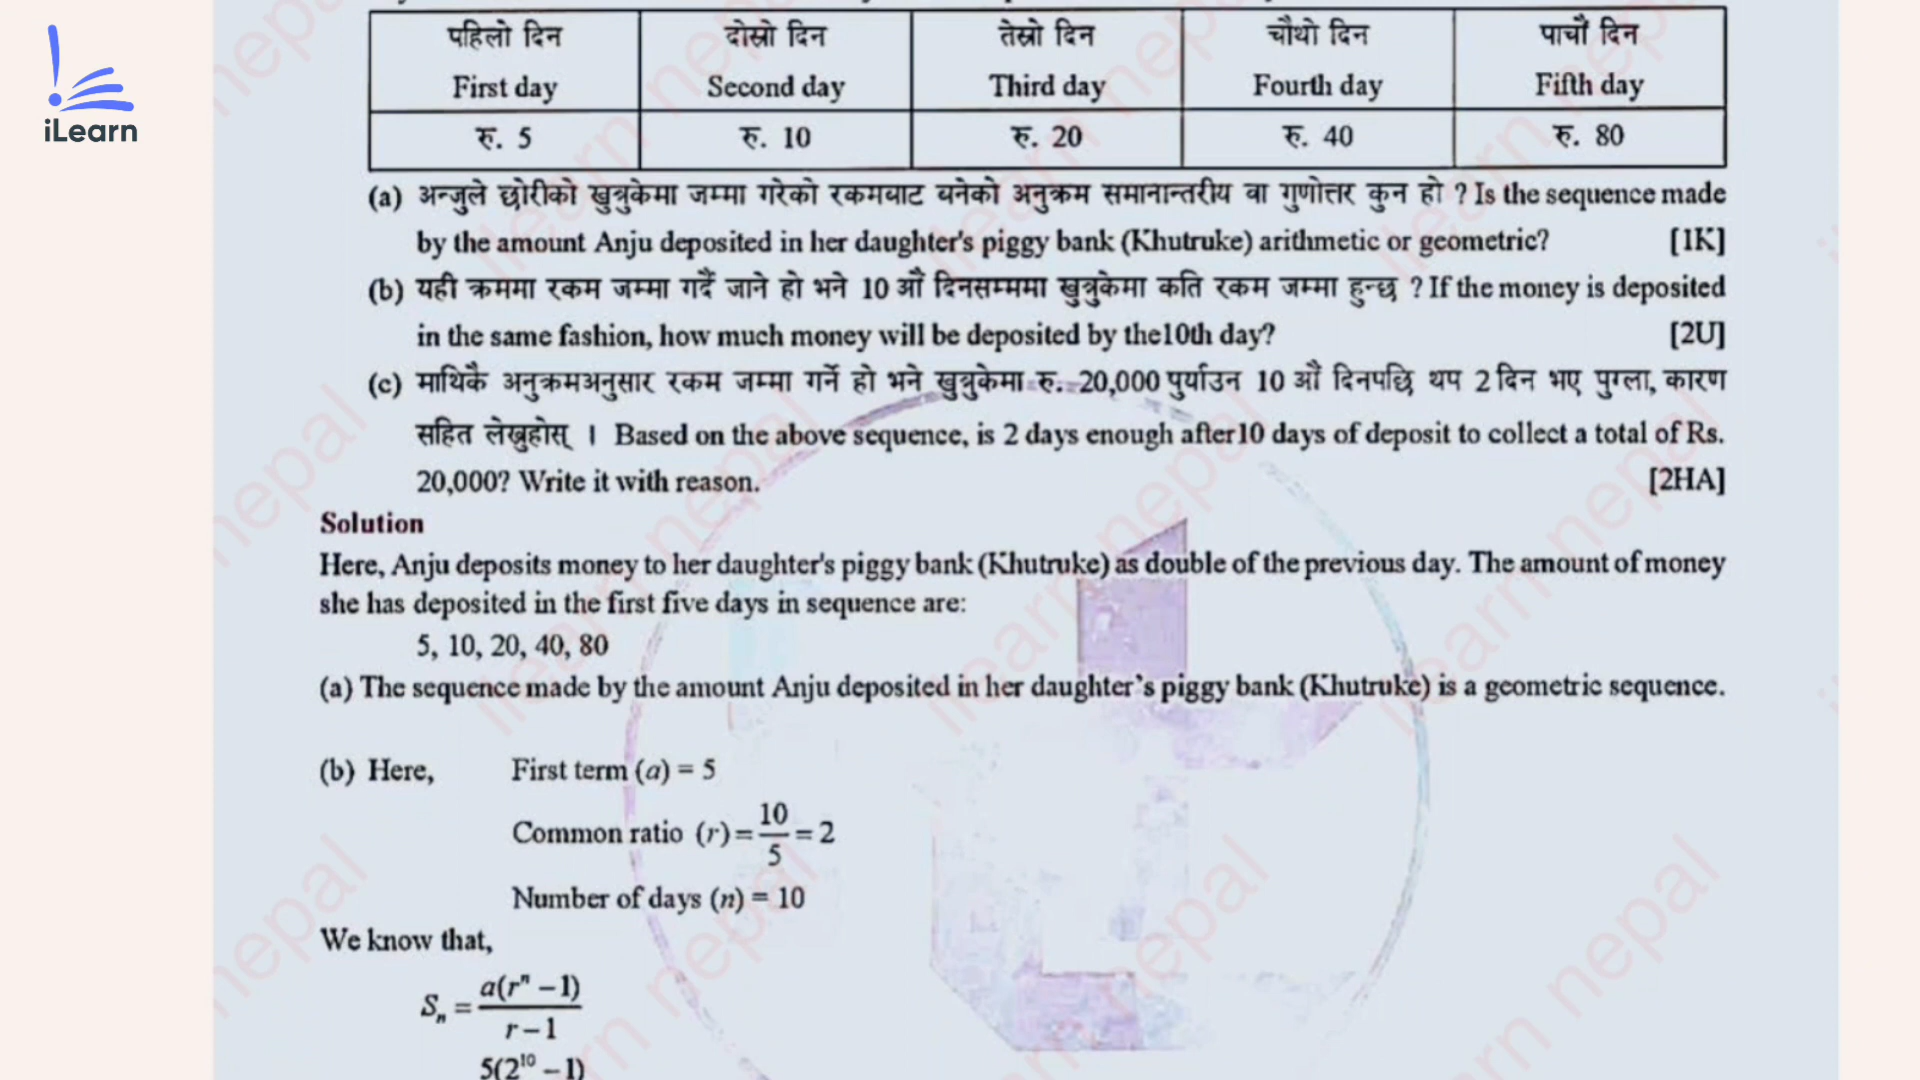 iLearn
पहिलो दिन दोस्रो दिन तेस्रो दिन चौथो दिन पाचौं दिन
First day Second day Third day Fourth day Fifth day
रु. 5 रु. 10 रु. 20 रु. 40 रु. 80
(a) अन्जुले छोरीको खुत्रुकेमा जम्मा गरेको रकमबाट बनेको अनुक्रम समानान्तरीय वा गुणोत्तर कुन हो ? Is the sequence made
by the amount Anju deposited in her daughter's piggy bank (Khutruke) arithmetic or geometric? [1K]
(b) यही क्रममा रकम जम्मा गर्दै जाने हो भने 10 औं दिनसम्ममा खुत्रुकेमा कति रकम जम्मा हुन्छ ? If the money is deposited
in the same fashion, how much money will be deposited by the10th day? [2U]
(c) माथिकै अनुक्रमअनुसार रकम जम्मा गर्ने हो भने खुत्रुकेमा रु. 20,000 पुर्याउन 10 औं दिनपछि थप 2 दिन भए पुग्ला, कारण
सहित लेख्नुहोस् । Based on the above sequence, is 2 days enough after10 days of deposit to collect a total of Rs.
20,000? Write it with reason. [2HA]
Solution
Here, Anju deposits money to her daughter's piggy bank (Khutruke) as double of the previous day. The amount of money
she has deposited in the first five days in sequence are:
5, 10, 20, 40, 80
(a) The sequence made by the amount Anju deposited in her daughter's piggy bank (Khutruke) is a geometric sequence.
(b) Here, First term (a) = 5
Common ratio (r) = 10/5 = 2
Number of days (n) = 10
We know that,
Sₙ = a(rⁿ – 1)
r – 1
5(2¹⁰ – 1)